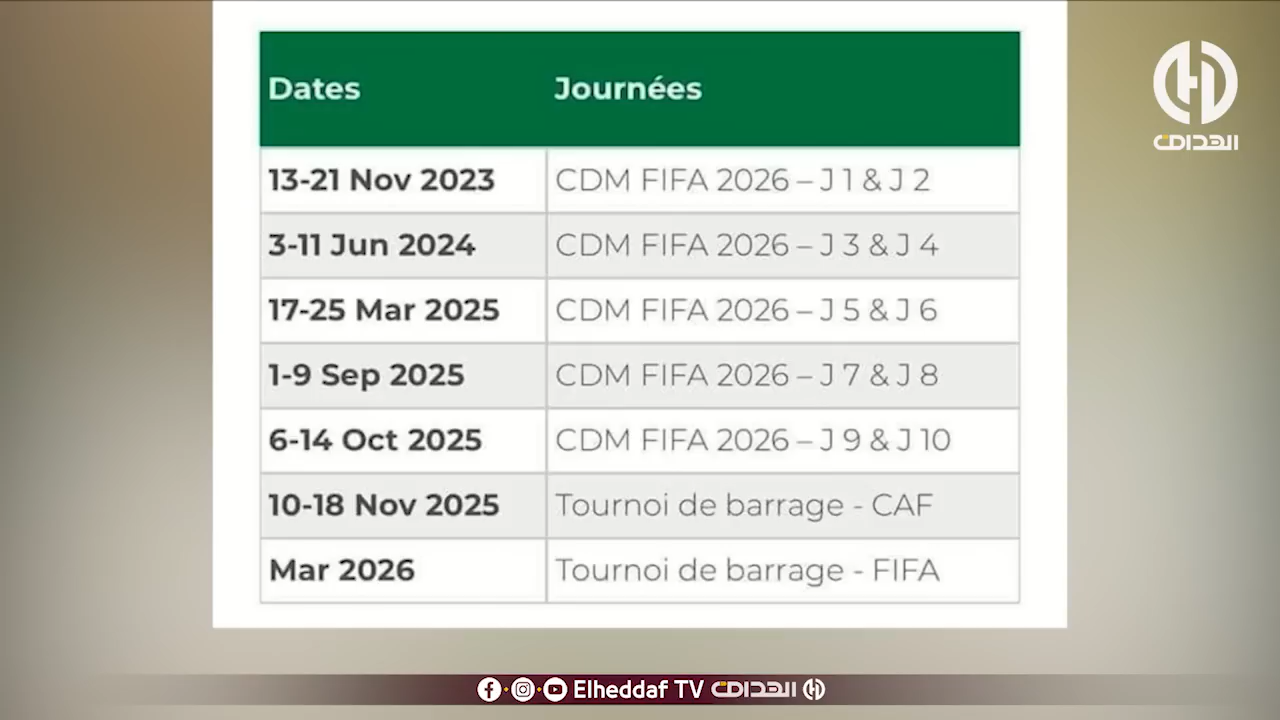 Dates Journées
13-21 Nov 2023 CDM FIFA 2026 – J 1 & J 2
3-11 Jun 2024 CDM FIFA 2026 – J 3 & J 4
17-25 Mar 2025 CDM FIFA 2026 – J 5 & J 6
1-9 Sep 2025 CDM FIFA 2026 – J 7 & J 8
6-14 Oct 2025 CDM FIFA 2026 – J 9 & J 10
10-18 Nov 2025 Tournoi de barrage - CAF
Mar 2026 Tournoi de barrage - FIFA
الهداف
Elheddaf TV الهداف